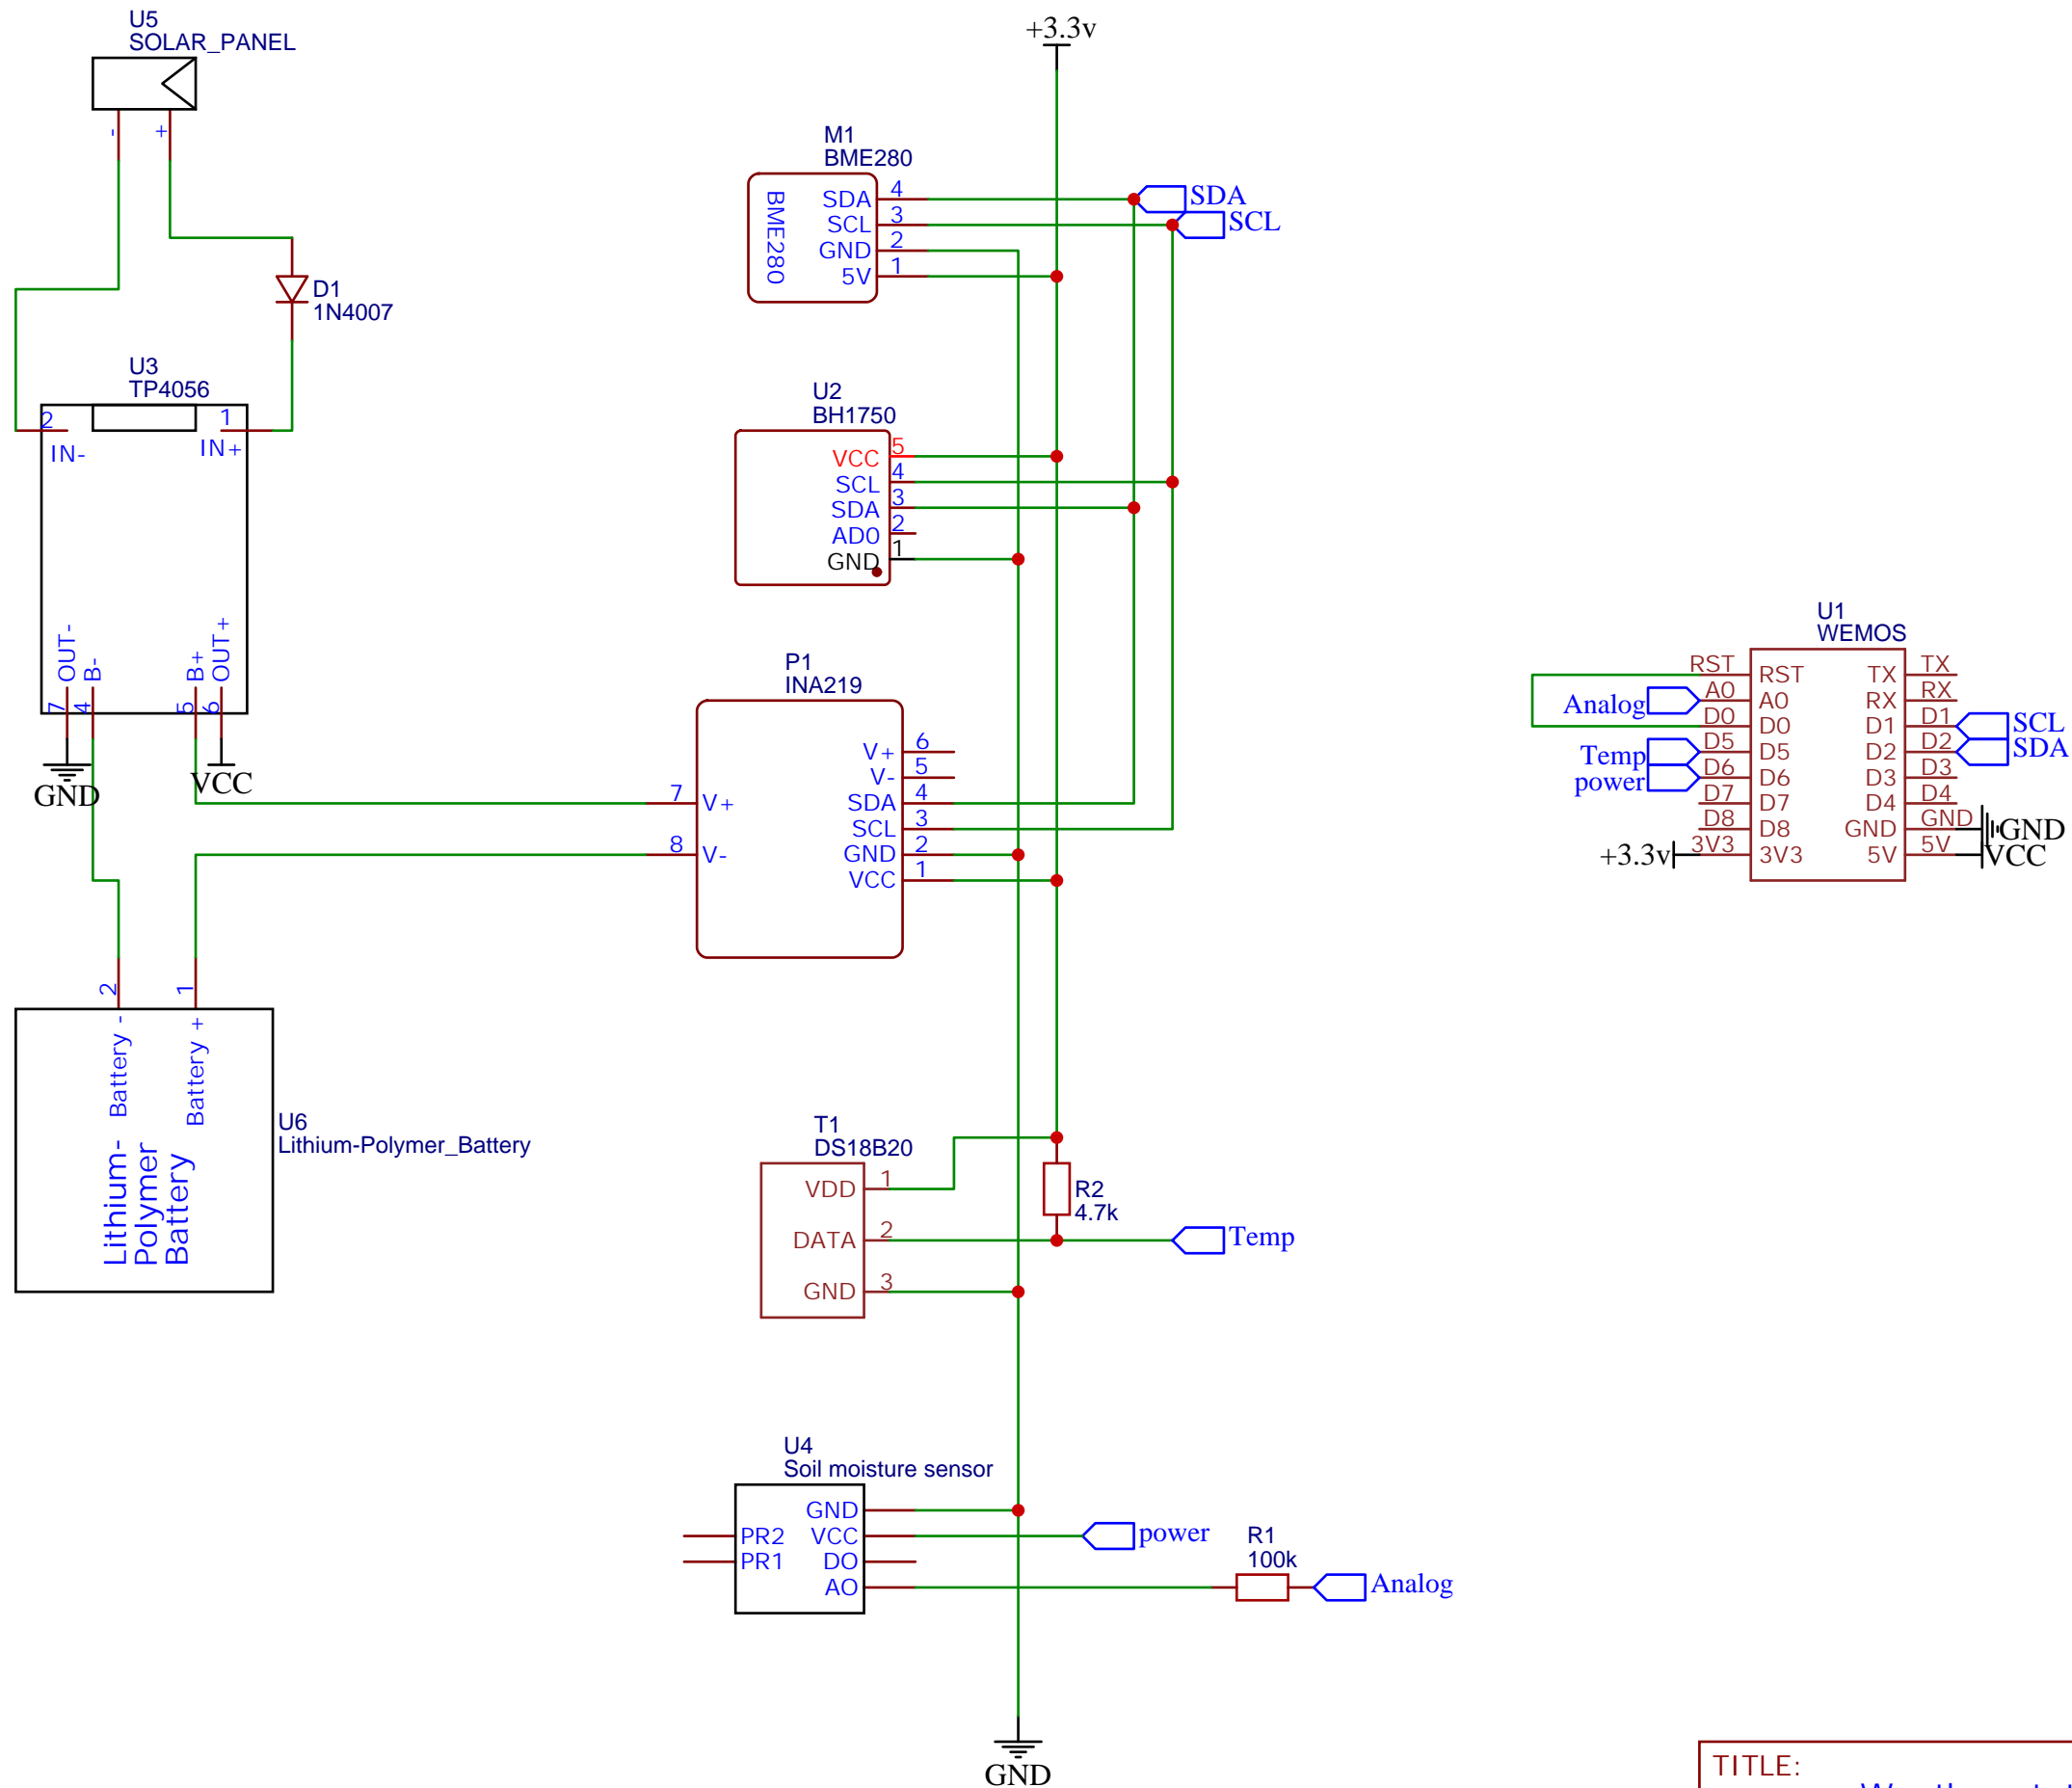 U5
SOLAR_PANEL
-
+
D1
1N4007
U3
TP4056
2
1
IN-
IN+
OUT-
B-
B+
OUT+
7
4
5
6
GND
VCC
2
1
Battery -
Battery +
Lithium-
Polymer
Battery
U6
Lithium-Polymer_Battery
+3.3v
M1
BME280
BME280
SDA 4
SCL 3
GND 2
5V 1
SDA
SCL
U2
BH1750
VCC 5
SCL 4
SDA 3
AD0 2
GND 1
P1
INA219
V+ 6
V- 5
SDA 4
SCL 3
GND 2
VCC 1
7 V+
8 V-
T1
DS18B20
VDD 1
DATA 2
GND 3
R2
4.7k
Temp
U4
Soil moisture sensor
GND
PR2 VCC
PR1 DO
AO
power
R1
100k
Analog
GND
U1
WEMOS
RST RST TX TX
Analog A0 A0 RX RX
D0 D0 D1 D1 SCL
Temp D5 D5 D2 D2 SDA
power D6 D6 D3 D3
D7 D7 D4 D4
D8 D8 GND GND GND
+3.3v 3V3 3V3 5V 5V VCC
TITLE: